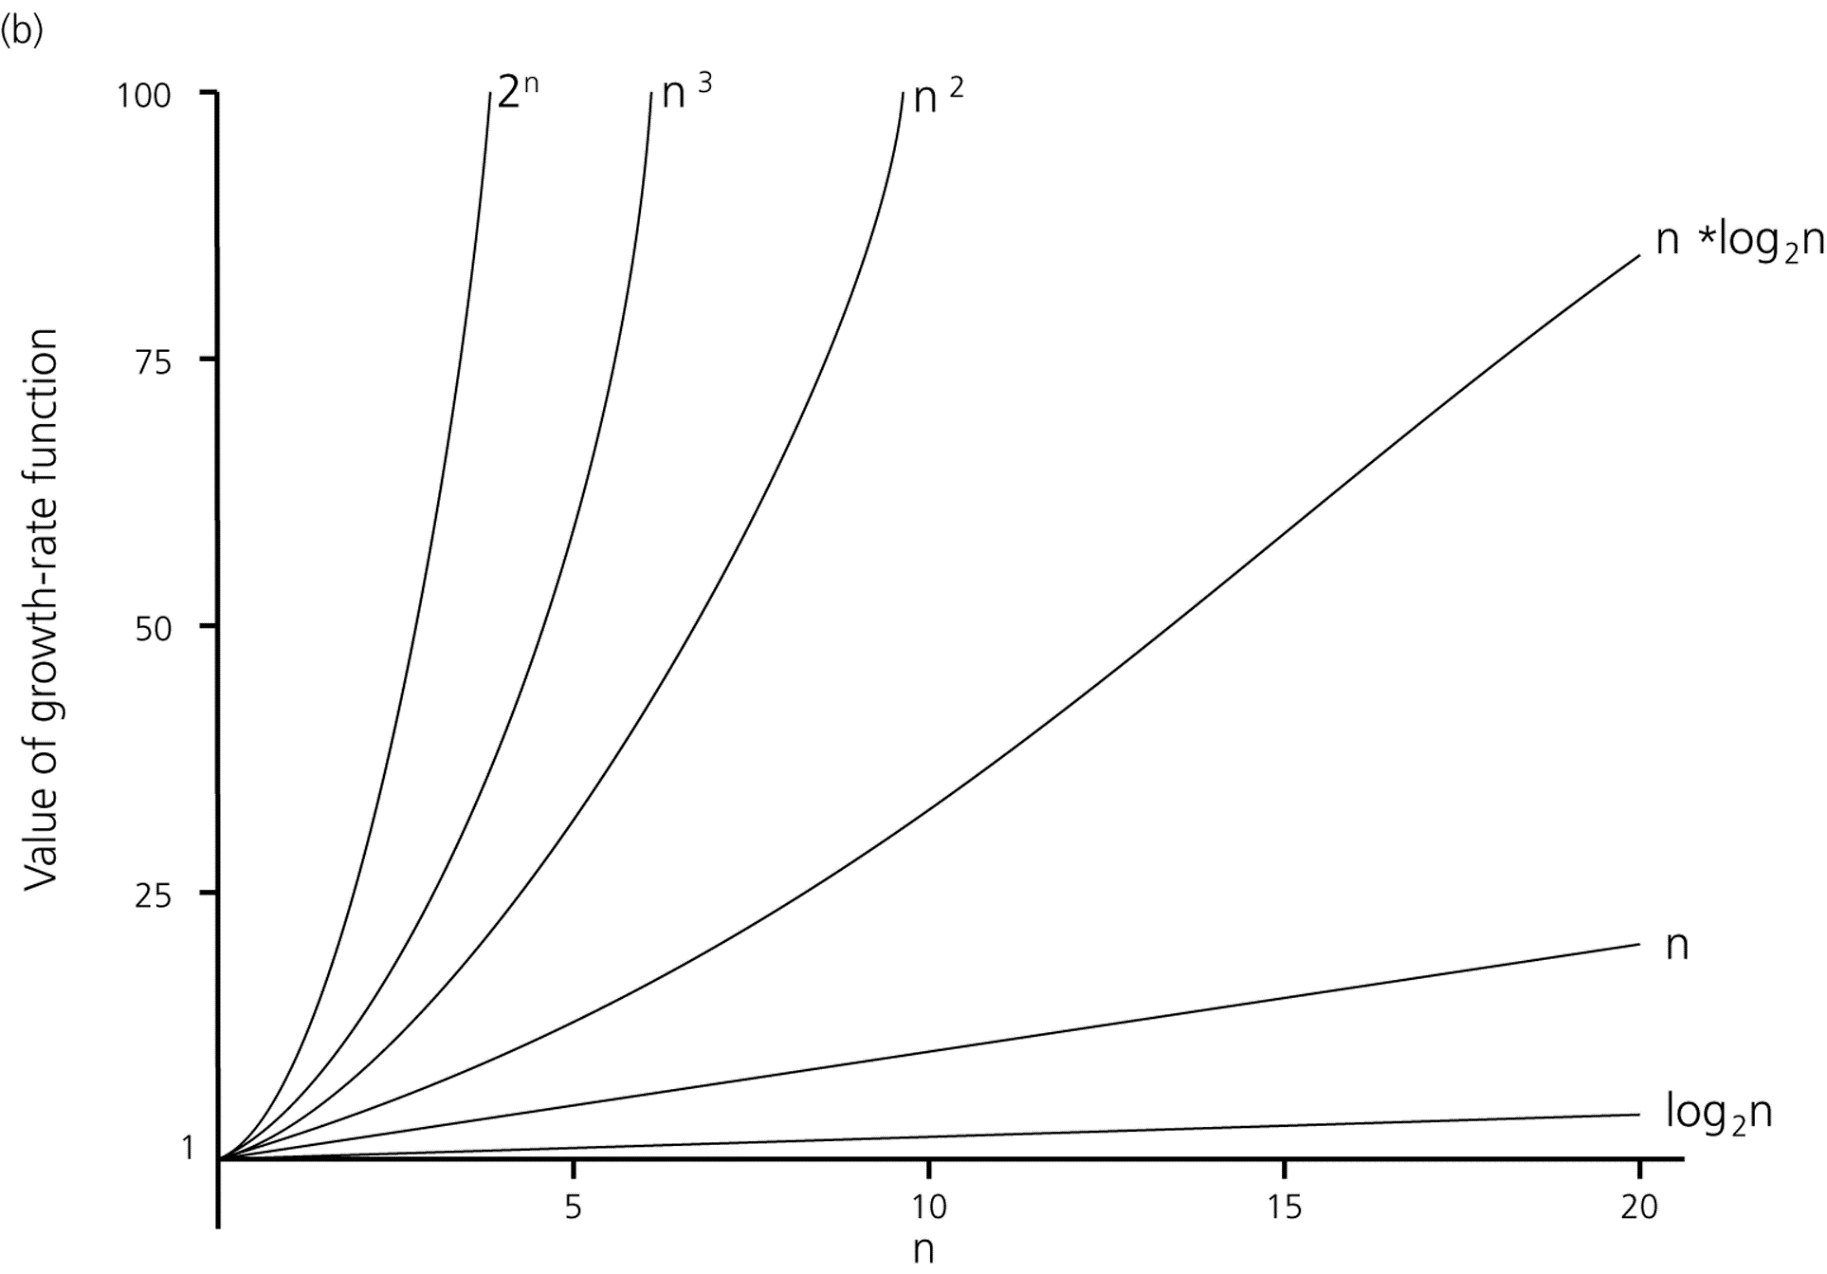 (b)
100
2ⁿ
n ³
n ²
n *log₂n
75
50
25
n
log₂n
1
5
10
15
20
n
Value of growth-rate function